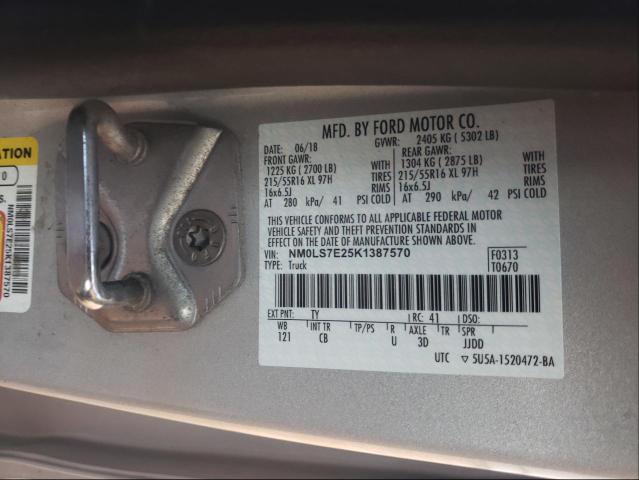 MFD. BY FORD MOTOR CO.
DATE: 06/18 GVWR: 2405 KG ( 5302 LB)
FRONT GAWR: REAR GAWR:
1225 KG ( 2700 LB) WITH 1304 KG ( 2875 LB) WITH
215/55R16 XL 97H TIRES 215/55R16 XL 97H TIRES
16x6.5J RIMS 16x6.5J RIMS
AT 280 kPa/ 41 PSI COLD AT 290 kPa/ 42 PSI COLD
THIS VEHICLE CONFORMS TO ALL APPLICABLE FEDERAL MOTOR
VEHICLE SAFETY AND THEFT PREVENTION STANDARDS IN EFFECT
ON THE DATE OF MANUFACTURE SHOWN ABOVE.
VIN: NM0LS7E25K1387570 F0313
TYPE: Truck T0670
EXT PNT: TY RC: 41 DSO:
WB INT TR TP/PS R AXLE TR SPR
121 CB U 3D JJDD
UTC 5U5A-1520472-BA
ATION
0
S.
NM0LS7E25K1387570